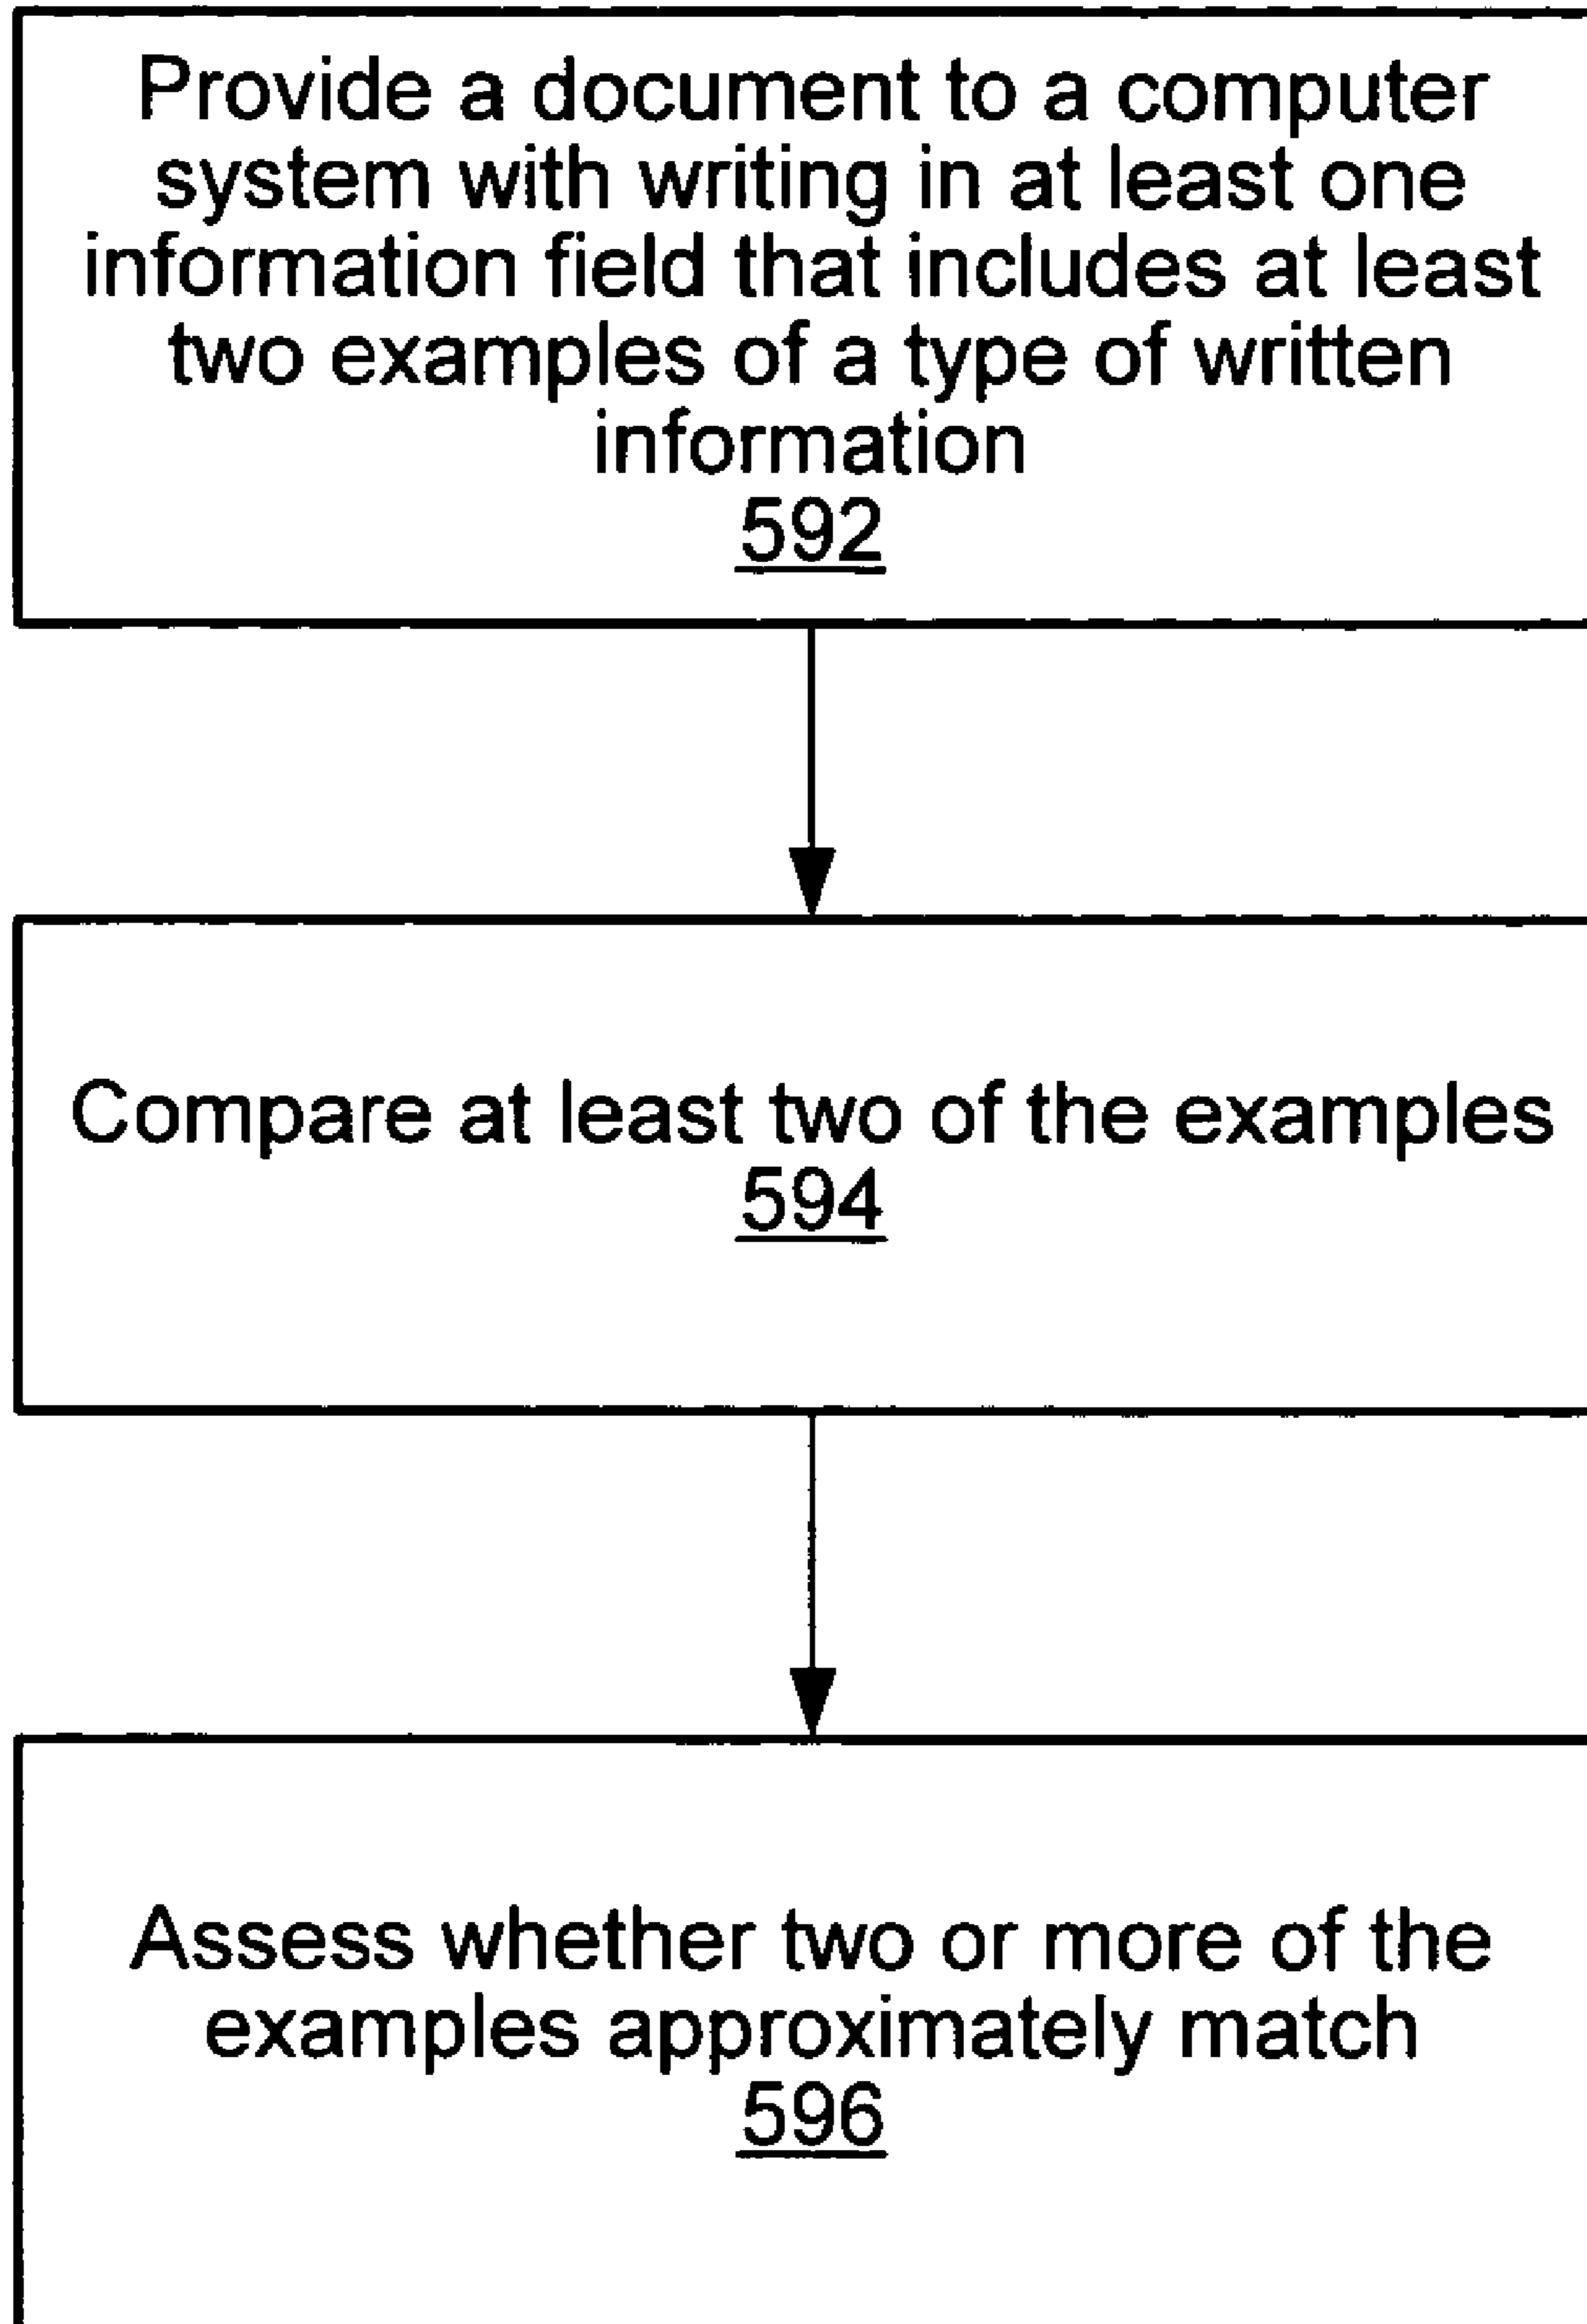 Provide a document to a computer
system with writing in at least one
information field that includes at least
two examples of a type of written
information
592
Compare at least two of the examples
594
Assess whether two or more of the
examples approximately match
596